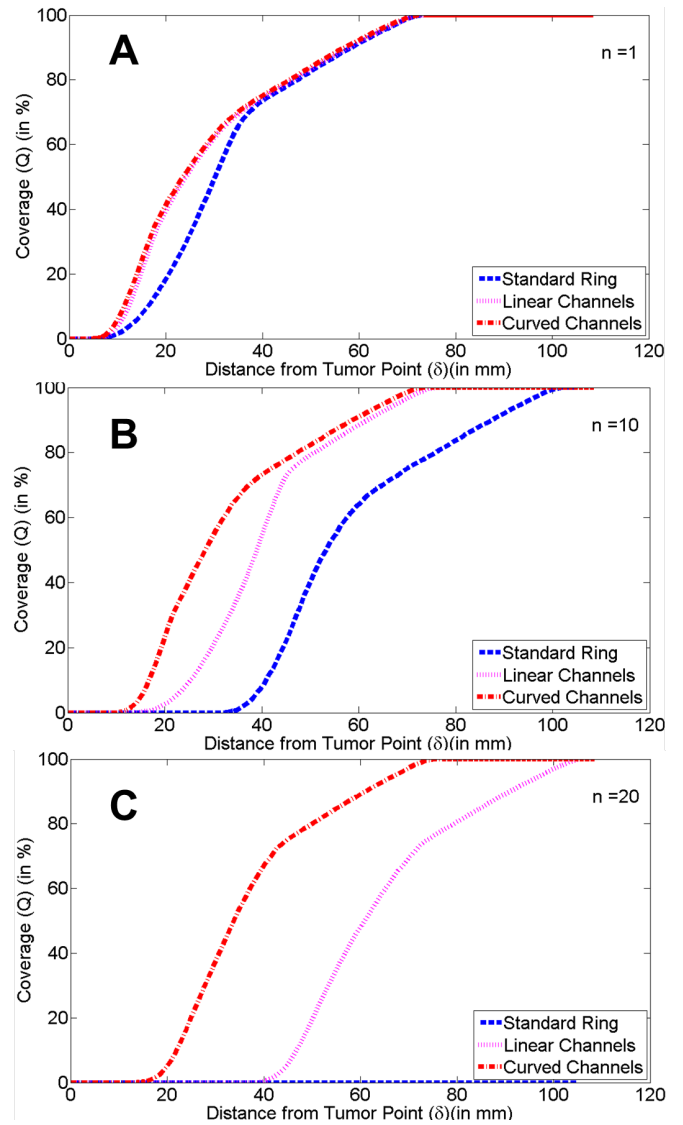 A
n =1
100
80
60
40
20
0
Coverage (Q) (in %)
Standard Ring
Linear Channels
Curved Channels
0 20 40 60 80 100 120
Distance from Tumor Point (δ)(in mm)
B
n =10
100
80
60
40
20
0
Coverage (Q) (in %)
Standard Ring
Linear Channels
Curved Channels
0 20 40 60 80 100 120
Distance from Tumor Point (δ)(in mm)
C
n =20
100
80
60
40
20
0
Coverage (Q) (in %)
Standard Ring
Linear Channels
Curved Channels
0 20 40 60 80 100 120
Distance from Tumor Point (δ)(in mm)